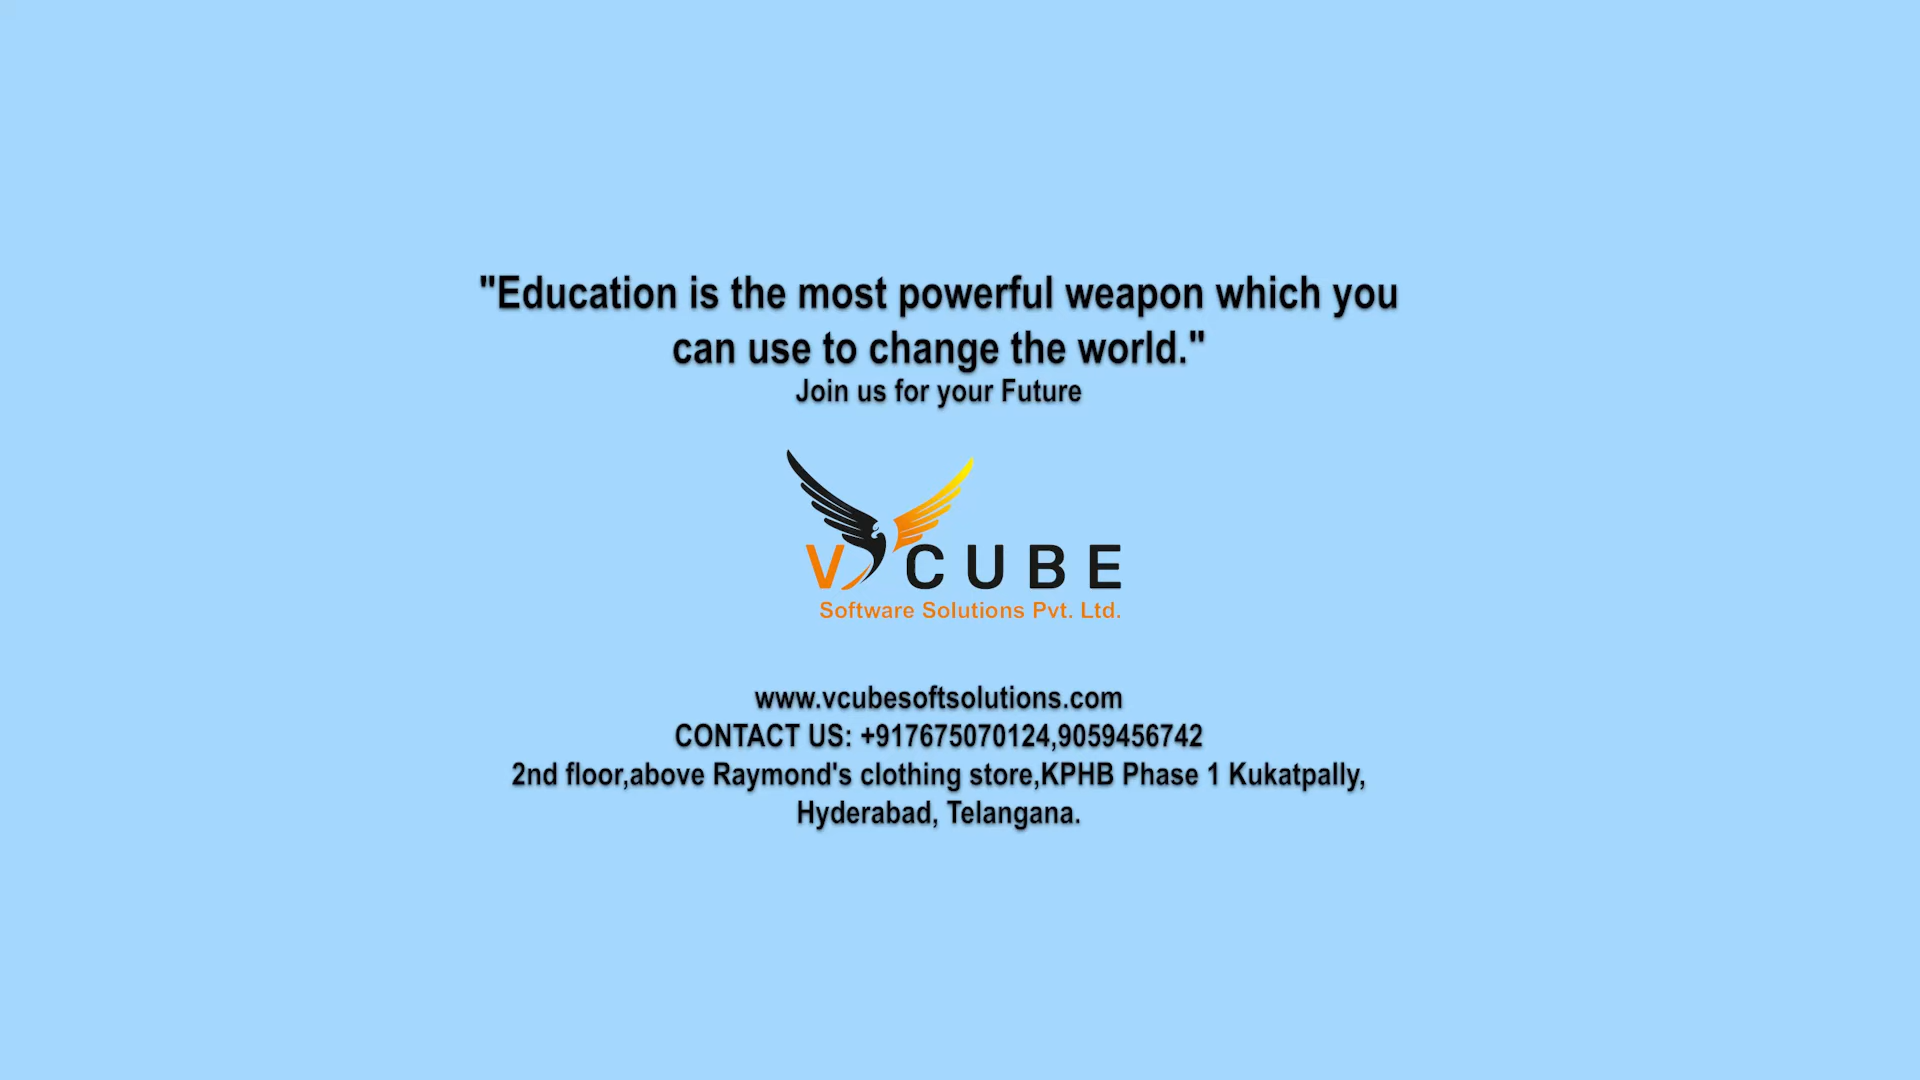 "Education is the most powerful weapon which you
can use to change the world."
Join us for your Future
V CUBE
Software Solutions Pvt. Ltd.
www.vcubesoftsolutions.com
CONTACT US: +917675070124,9059456742
2nd floor,above Raymond's clothing store,KPHB Phase 1 Kukatpally,
Hyderabad, Telangana.